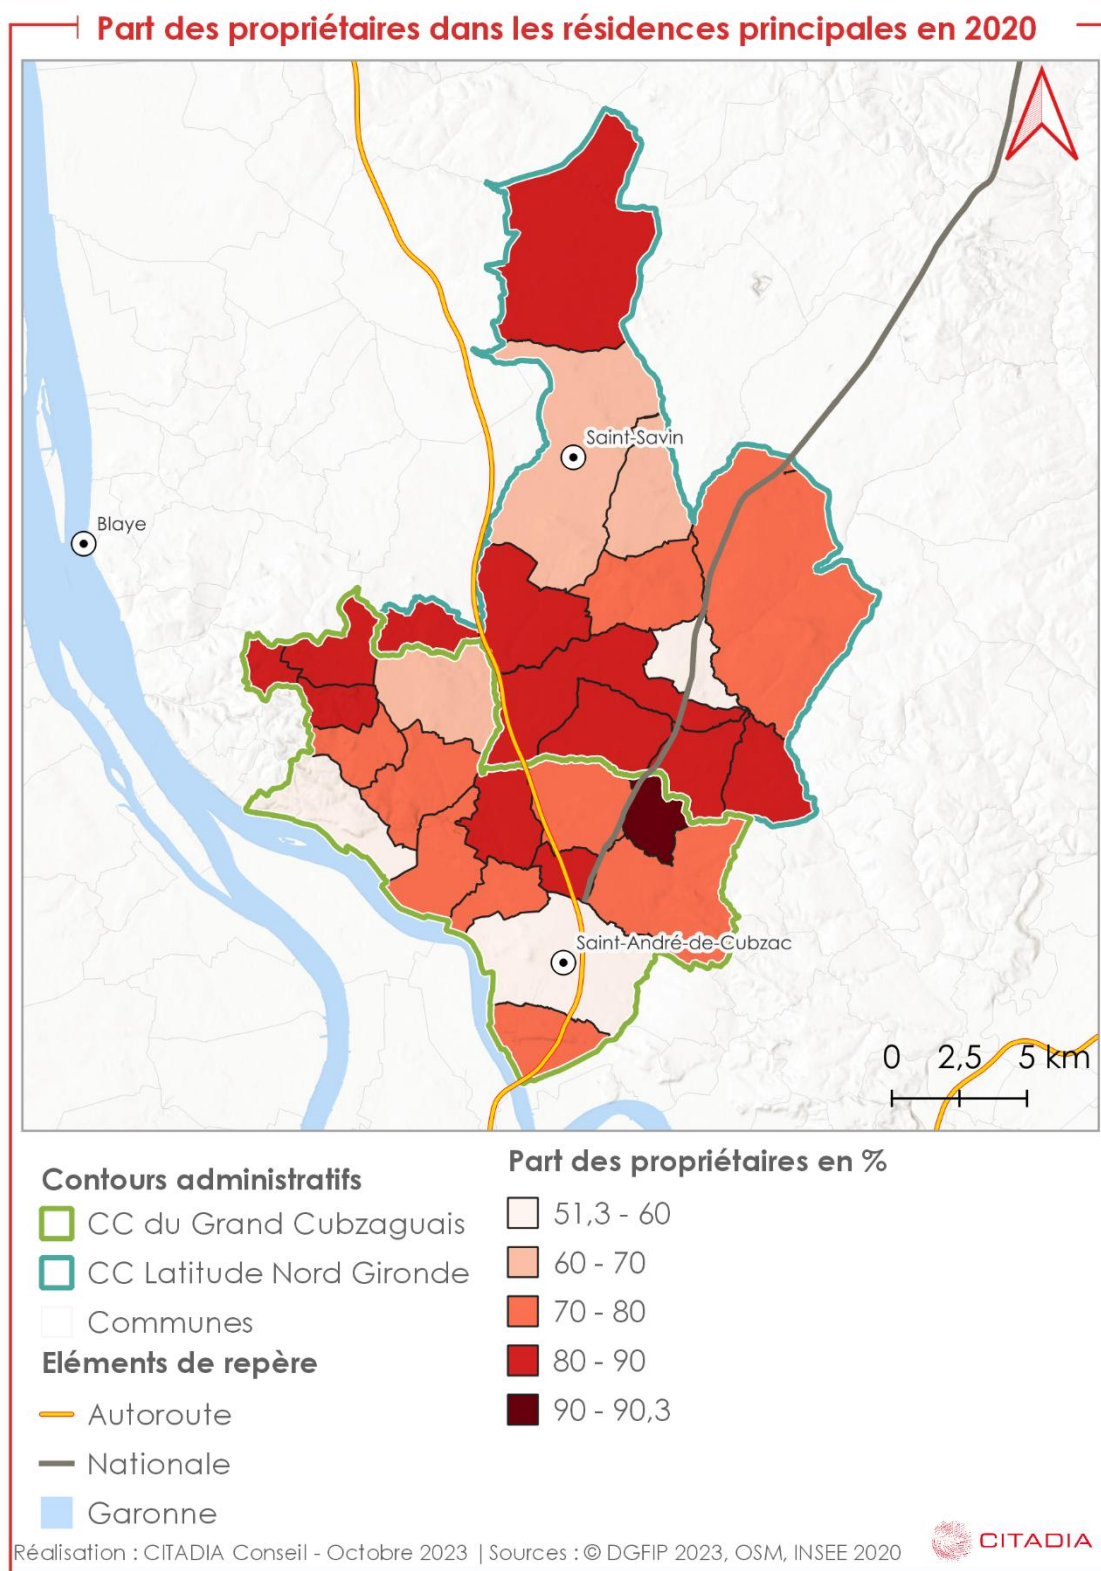 Part des propriétaires dans les résidences principales en 2020
Saint-Savin
Blaye
Saint-André-de-Cubzac
0 2,5 5 km
Contours administratifs
CC du Grand Cubzaguais
CC Latitude Nord Gironde
Communes
Eléments de repère
Autoroute
Nationale
Garonne
Part des propriétaires en %
51,3 - 60
60 - 70
70 - 80
80 - 90
90 - 90,3
Réalisation : CITADIA Conseil - Octobre 2023 | Sources : © DGFIP 2023, OSM, INSEE 2020
CITADIA